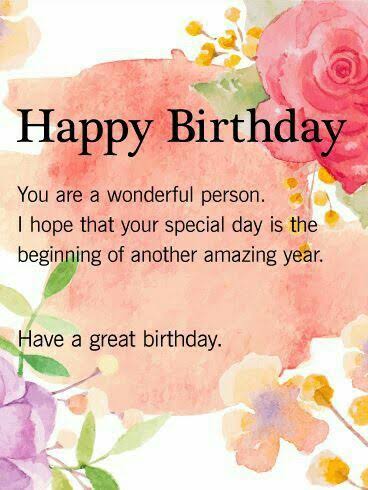 Happy Birthday
You are a wonderful person.
I hope that your special day is the
beginning of another amazing year.
Have a great birthday.